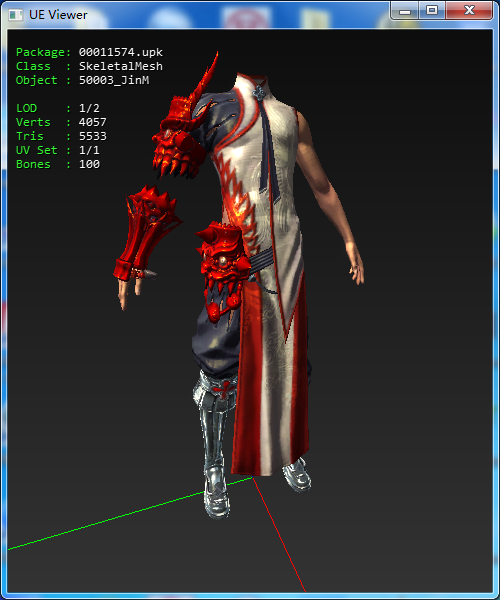 UE Viewer
Package: 00011574.upk
Class : SkeletalMesh
Object : 50003_JinM
LOD : 1/2
Verts : 4057
Tris : 5533
UV Set : 1/1
Bones : 100